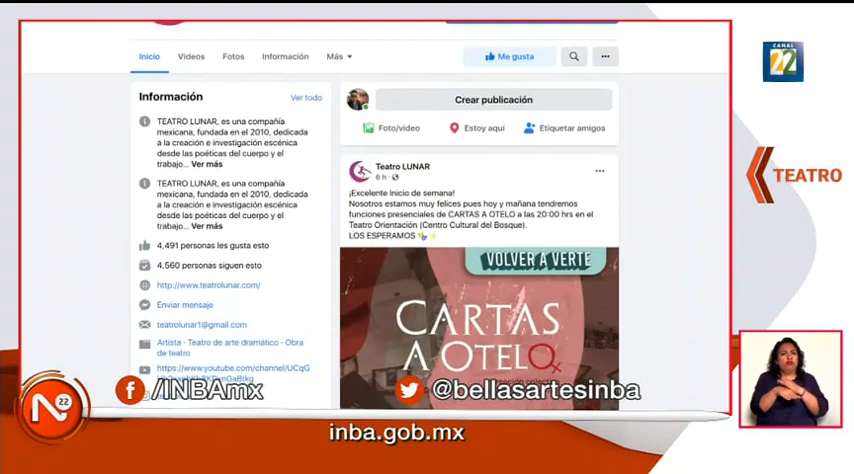 Inicio Videos Fotos Información Más Me gusta
Información Ver todo
TEATRO LUNAR, es una compañía
mexicana, fundada en el 2010, dedicada
a la creación e investigación escénica
desde las poéticas del cuerpo y el
trabajo... Ver más
TEATRO LUNAR, es una compañía
mexicana, fundada en el 2010, dedicada
a la creación e investigación escénica
desde las poéticas del cuerpo y el
trabajo... Ver más
4,491 personas les gusta esto
4,560 personas siguen esto
http://www.teatrolunar.com/
Enviar mensaje
teatrolunar1@gmail.com
Artista · Teatro de arte dramático · Obra
de teatro
https://www.youtube.com/channel/UCqG
Crear publicación
Foto/video Estoy aquí Etiquetar amigos
Teatro LUNAR
6 h
¡Excelente Inicio de semana!
Nosotros estamos muy felices pues hoy y mañana tendremos
funciones presenciales de CARTAS A OTELO a las 20:00 hrs en el
Teatro Orientación (Centro Cultural del Bosque).
LOS ESPERAMOS
VOLVER A VERTE
CARTAS
A OTELO
CANAL
22
TEATRO
N22
/INBAmx
@bellasartesinba
inba.gob.mx